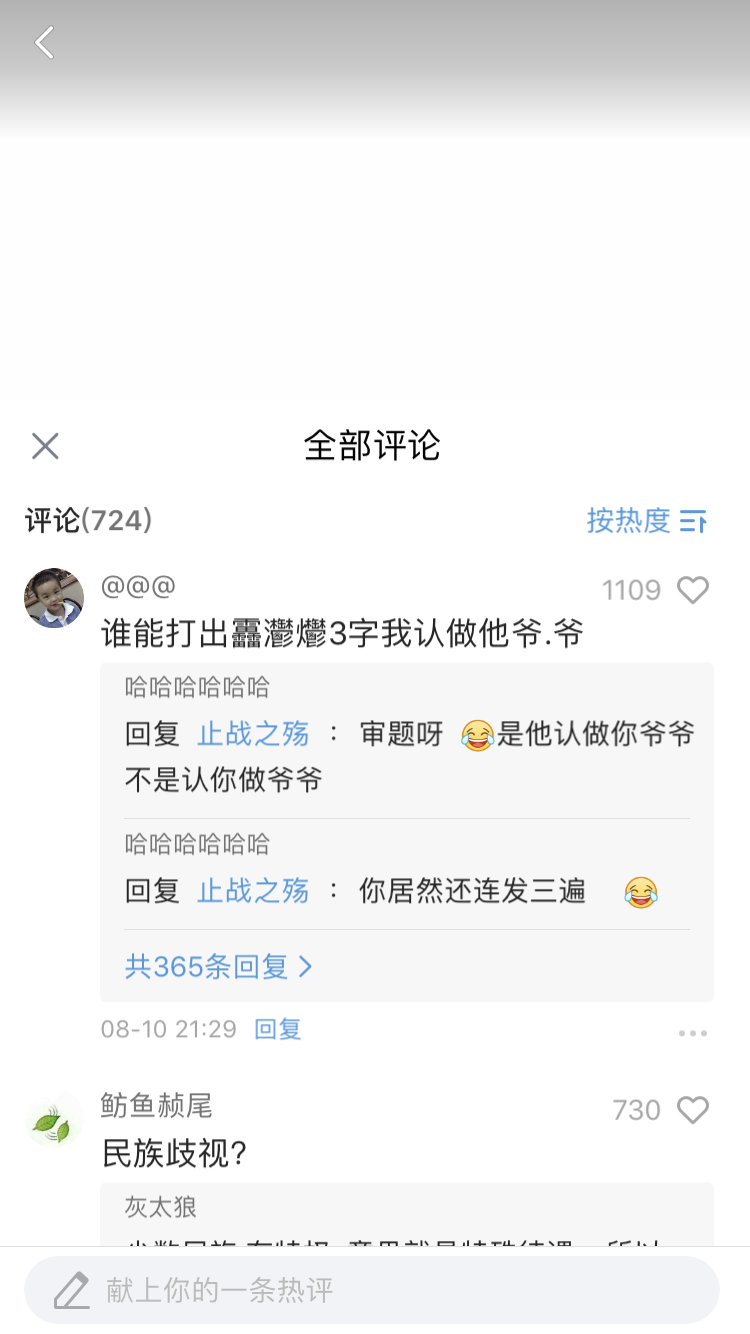 全部评论
评论(724)
按热度
@@@
1109
谁能打出靐灪爩3字我认做他爷.爷
哈哈哈哈哈哈
回复 止战之殇 : 审题呀 😂是他认做你爷爷
不是认你做爷爷
哈哈哈哈哈哈
回复 止战之殇 : 你居然还连发三遍 😂
共365条回复
08-10 21:29 回复
鲂鱼赪尾
730
民族歧视?
灰太狼
献上你的一条热评